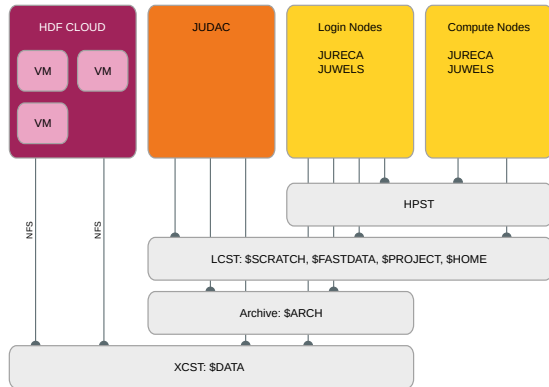 HDF CLOUD
VM
VM
VM
JUDAC
Login Nodes
JURECA
JUWELS
Compute Nodes
JURECA
JUWELS
NFS
NFS
HPST
LCST: $SCRATCH, $FASTDATA, $PROJECT, $HOME
Archive: $ARCH
XCST: $DATA